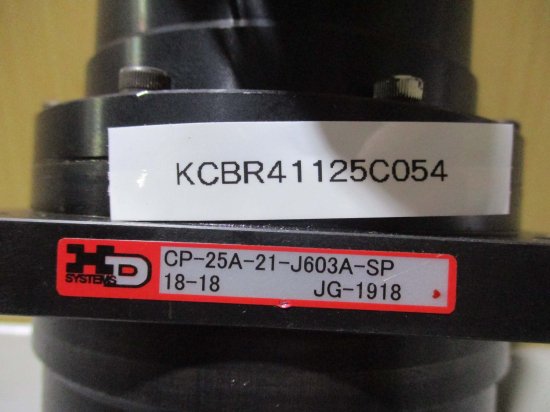 KCBR41125C054
HD SYSTEMS
CP-25A-21-J603A-SP
18-18 JG-1918